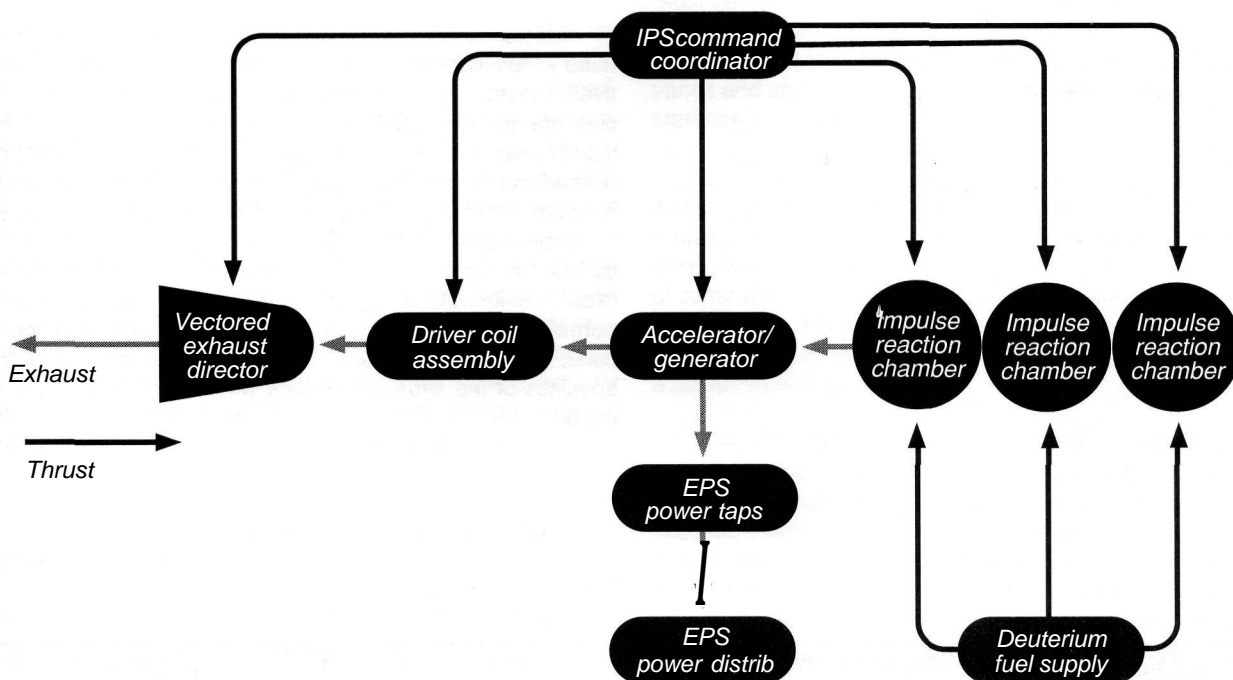 IPScommand
coordinator
Vectored
exhaust
director
Driver coil
assembly
Accelerator/
generator
Impulse
reaction
chamber
Impulse
reaction
chamber
Impulse
reaction
chamber
Exhaust
Thrust
EPS
power taps
EPS
power distrib
Deuterium
fuel supply